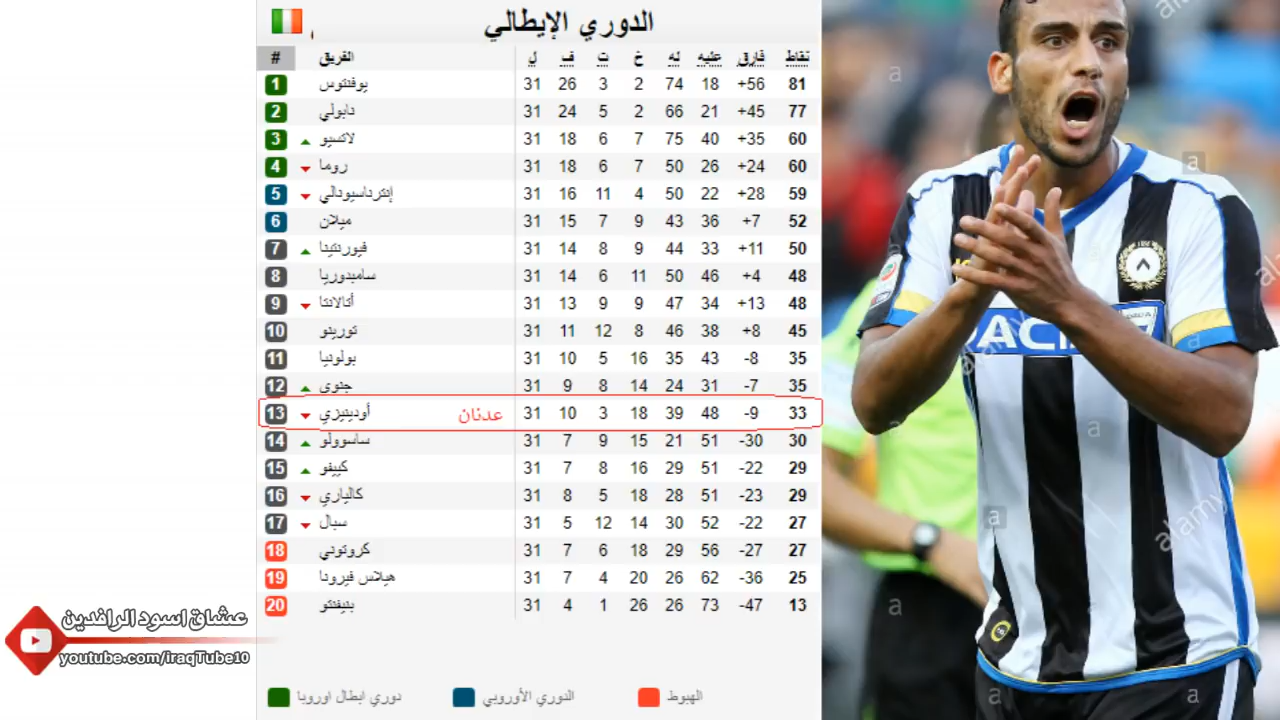 الدوري الإيطالي
# الفريق ل ف ت خ له عليه فارق نقاط
1 يوفنتوس 31 26 3 2 74 18 +56 81
2 نابولي 31 24 5 2 66 21 +45 77
3 لاتسيو 31 18 6 7 75 40 +35 60
4 روما 31 18 6 7 50 26 +24 60
5 إنترناسيونالي 31 16 11 4 50 22 +28 59
6 ميلان 31 15 7 9 43 36 +7 52
7 فيورنتينا 31 14 8 9 44 33 +11 50
8 سامبدوريا 31 14 6 11 50 46 +4 48
9 أتالانتا 31 13 9 9 47 34 +13 48
10 تورينو 31 11 12 8 46 38 +8 45
11 بولونيا 31 10 5 16 35 43 -8 35
12 جنوى 31 9 8 14 24 31 -7 35
13 أودينيزي عدنان 31 10 3 18 39 48 -9 33
14 ساسوولو 31 7 9 15 21 51 -30 30
15 كييفو 31 7 8 16 29 51 -22 29
16 كالياري 31 8 5 18 28 51 -23 29
17 سبال 31 5 12 14 30 52 -22 27
18 كروتوني 31 7 6 18 29 56 -27 27
19 هيلاس فيرونا 31 7 4 20 26 62 -36 25
20 بنيفنتو 31 4 1 26 26 73 -47 13
دوري ابطال اوروبا الدوري الأوروبي الهبوط
عشاق اسود الرافدين
youtube.com/iraqTube10
alamy
a